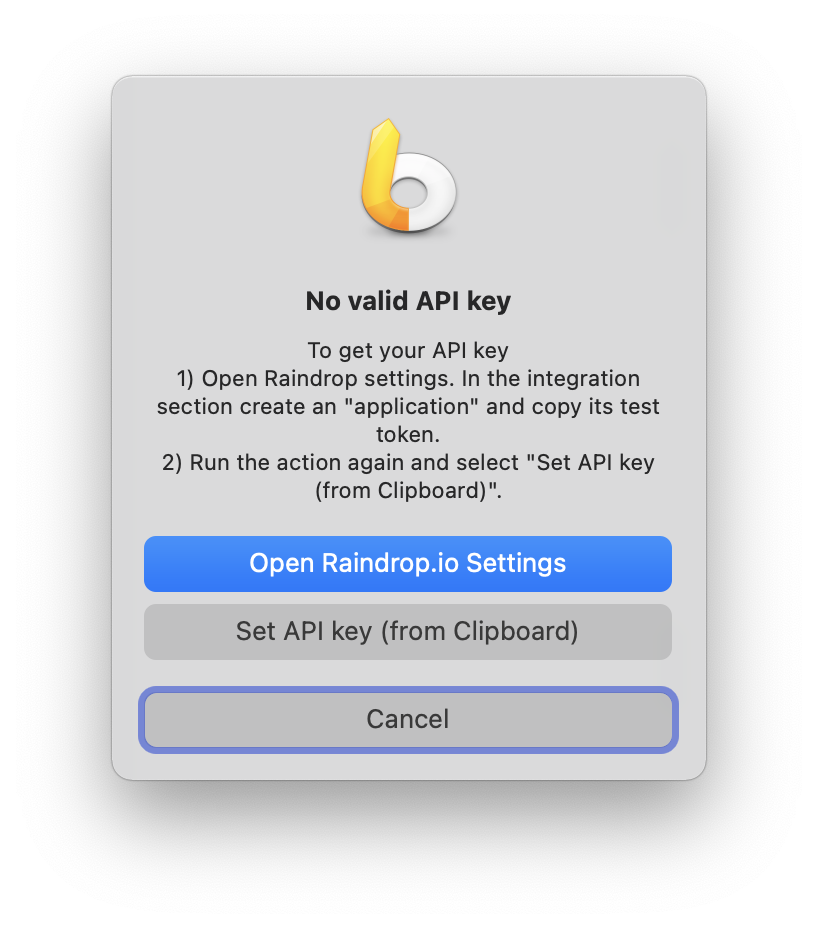 No valid API key
To get your API key
1) Open Raindrop settings. In the integration
section create an "application" and copy its test
token.
2) Run the action again and select "Set API key
(from Clipboard)".
Open Raindrop.io Settings
Set API key (from Clipboard)
Cancel